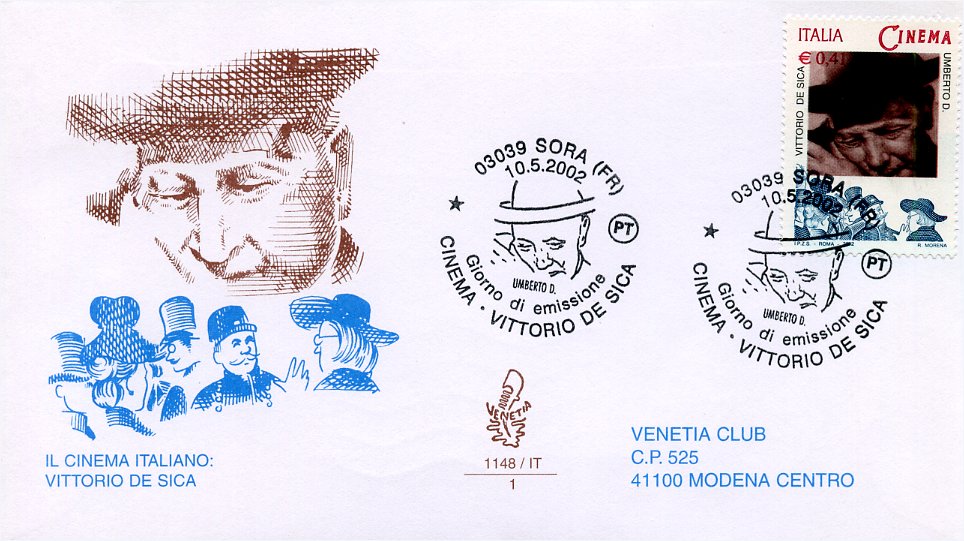 ITALIA CINEMA
€ 0,41
VITTORIO DE SICA
UMBERTO D.
I.P.Z.S. - ROMA - 2002
R. MORENA
03039 SORA (FR)
10.5.2002
PT
UMBERTO D.
Giorno di emissione
CINEMA - VITTORIO DE SICA
03039 SORA (FR)
10.5.2002
PT
UMBERTO D.
Giorno di emissione
CINEMA - VITTORIO DE SICA
IL CINEMA ITALIANO:
VITTORIO DE SICA
VENETIA
1148 / IT
1
VENETIA CLUB
C.P. 525
41100 MODENA CENTRO